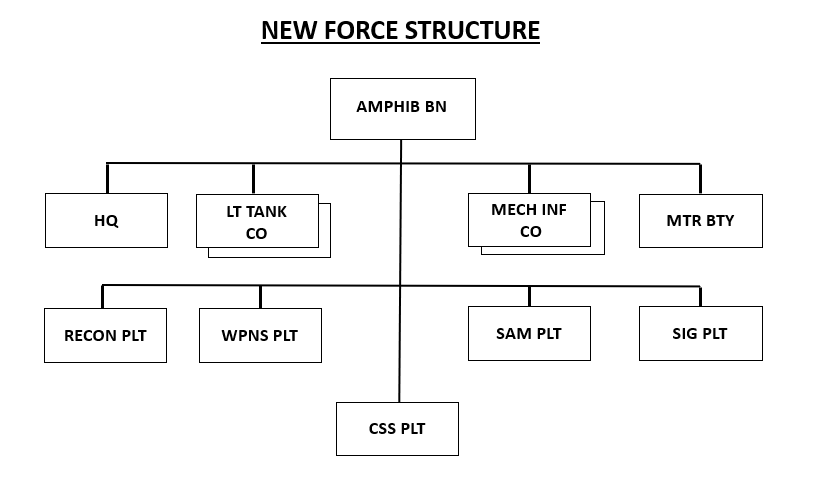 NEW FORCE STRUCTURE
AMPHIB BN
HQ
LT TANK
CO
MECH INF
CO
MTR BTY
RECON PLT
WPNS PLT
SAM PLT
SIG PLT
CSS PLT